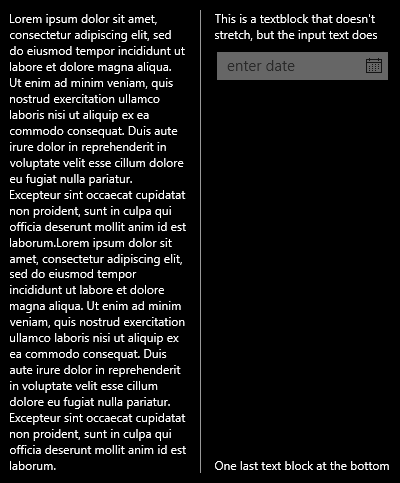 Lorem ipsum dolor sit amet,
consectetur adipiscing elit, sed
do eiusmod tempor incididunt ut
labore et dolore magna aliqua.
Ut enim ad minim veniam, quis
nostrud exercitation ullamco
laboris nisi ut aliquip ex ea
commodo consequat. Duis aute
irure dolor in reprehenderit in
voluptate velit esse cillum dolore
eu fugiat nulla pariatur.
Excepteur sint occaecat cupidatat
non proident, sunt in culpa qui
officia deserunt mollit anim id est
laborum.Lorem ipsum dolor sit
amet, consectetur adipiscing elit,
sed do eiusmod tempor
incididunt ut labore et dolore
magna aliqua. Ut enim ad minim
veniam, quis nostrud exercitation
ullamco laboris nisi ut aliquip ex
ea commodo consequat. Duis
aute irure dolor in reprehenderit
in voluptate velit esse cillum
dolore eu fugiat nulla pariatur.
Excepteur sint occaecat cupidatat
non proident, sunt in culpa qui
officia deserunt mollit anim id est
laborum.
This is a textblock that doesn't
stretch, but the input text does
enter date
One last text block at the bottom